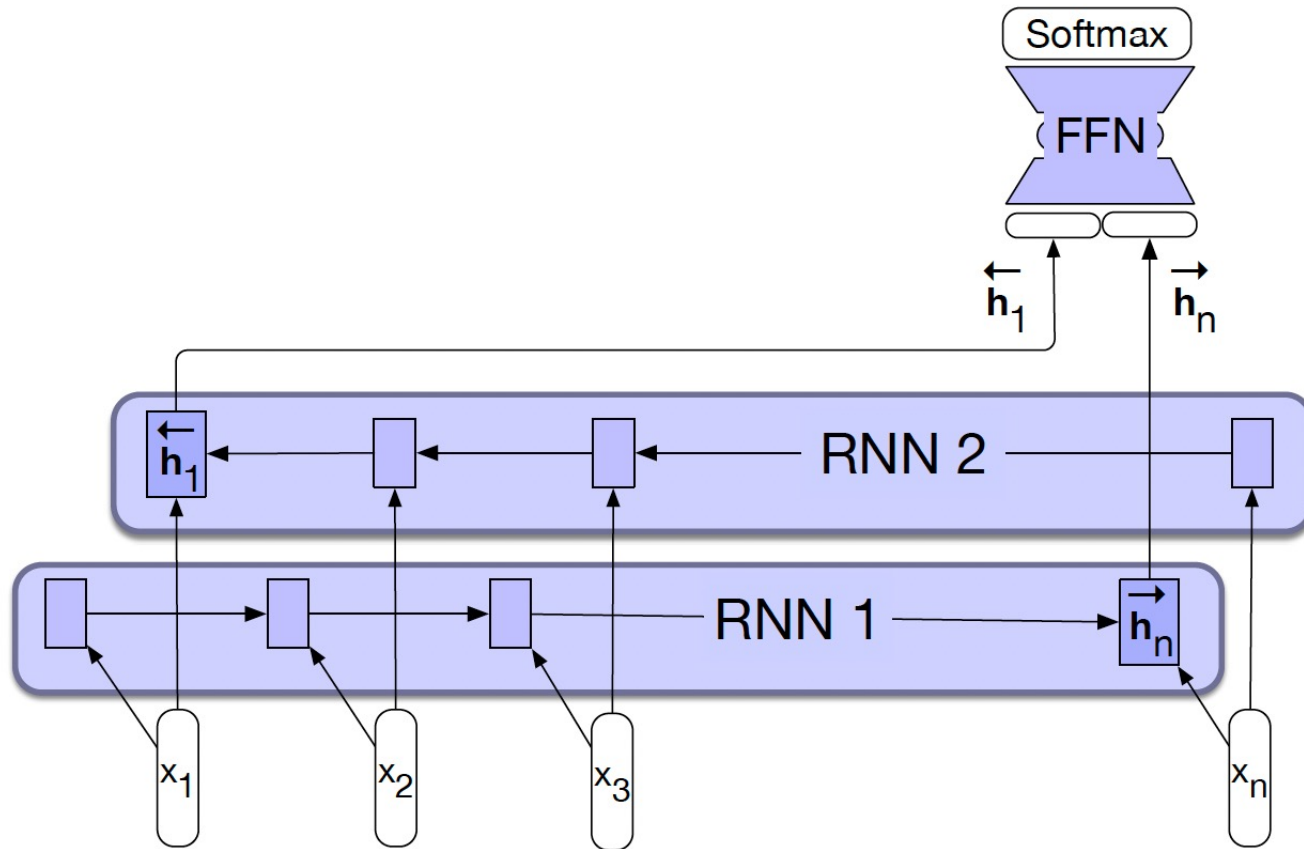 Softmax
FFN
←h₁ →hₙ
←h₁ RNN 2
RNN 1 →hₙ
x₁ x₂ x₃ xₙ